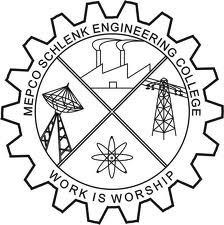 MEPCO SCHLENK ENGINEERING COLLEGE
WORK IS WORSHIP